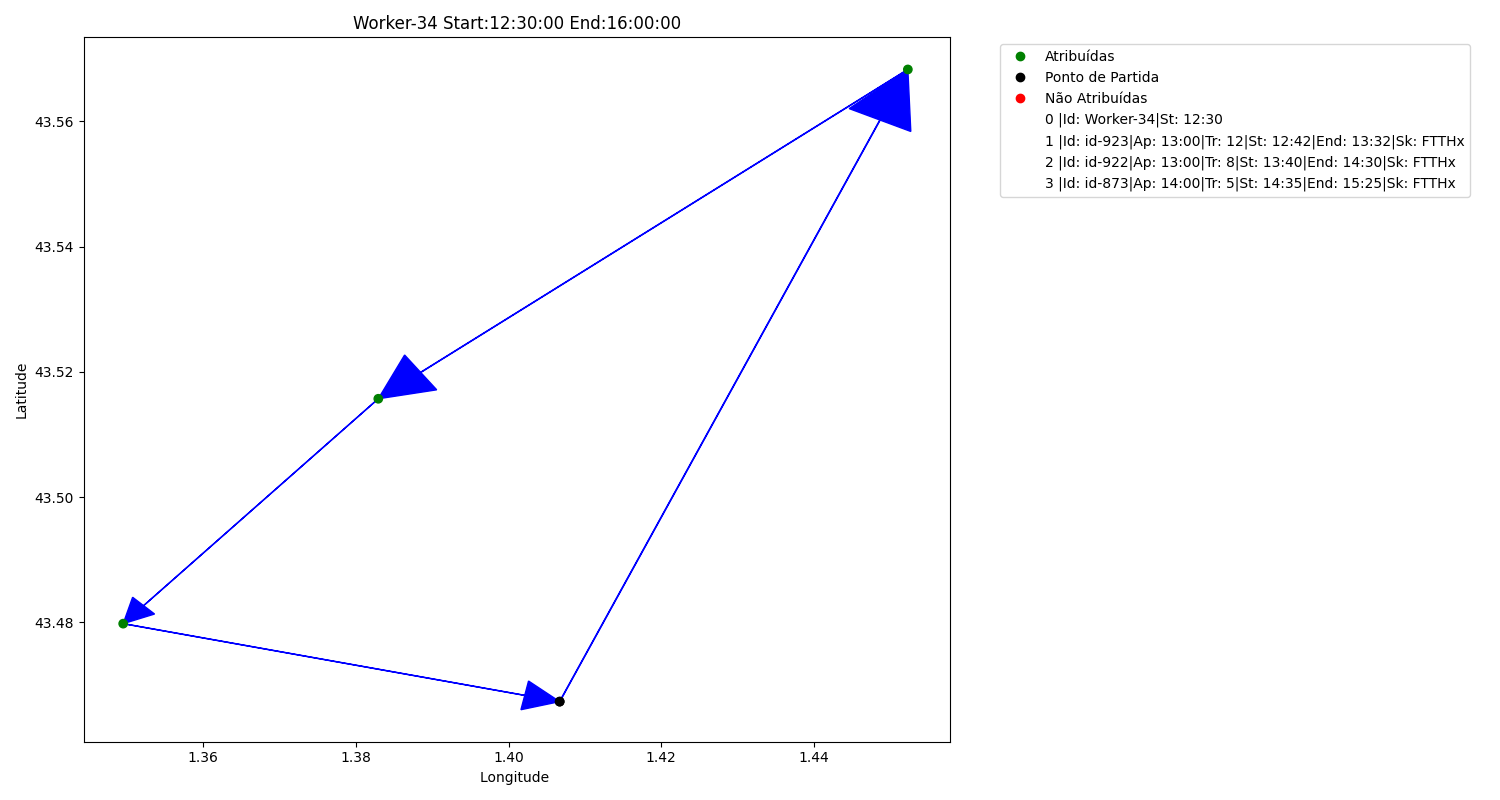 Worker-34 Start:12:30:00 End:16:00:00
Atribuídas
Ponto de Partida
Não Atribuídas
0 |Id: Worker-34|St: 12:30
1 |Id: id-923|Ap: 13:00|Tr: 12|St: 12:42|End: 13:32|Sk: FTTHx
2 |Id: id-922|Ap: 13:00|Tr: 8|St: 13:40|End: 14:30|Sk: FTTHx
3 |Id: id-873|Ap: 14:00|Tr: 5|St: 14:35|End: 15:25|Sk: FTTHx
Latitude
43.56
43.54
43.52
43.50
43.48
1.36 1.38 1.40 1.42 1.44
Longitude